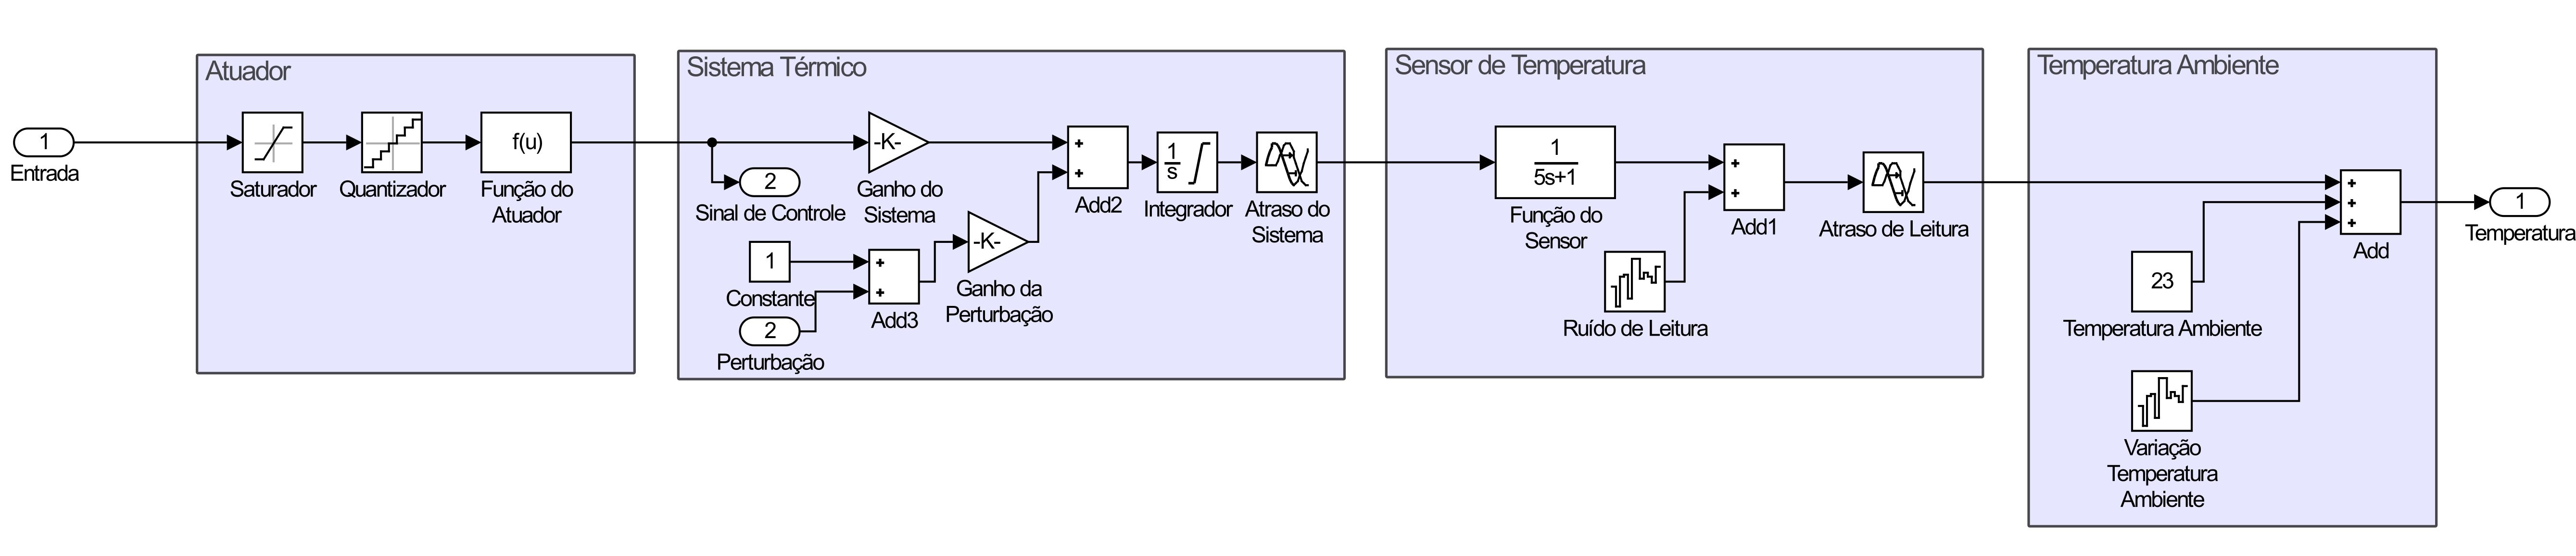 Atuador
1
Entrada
Saturador
Quantizador
f(u)
Função do
Atuador
Sistema Térmico
2
Sinal de Controle
-K-
Ganho do
Sistema
1
Constante
2
Perturbação
+
+
Add3
-K-
Ganho da
Perturbação
+
+
Add2
1
s
Integrador
Atraso do
Sistema
Sensor de Temperatura
1
5s+1
Função do
Sensor
Ruído de Leitura
+
+
Add1
Atraso de Leitura
Temperatura Ambiente
23
Temperatura Ambiente
Variação
Temperatura
Ambiente
+
+
+
Add
1
Temperatura